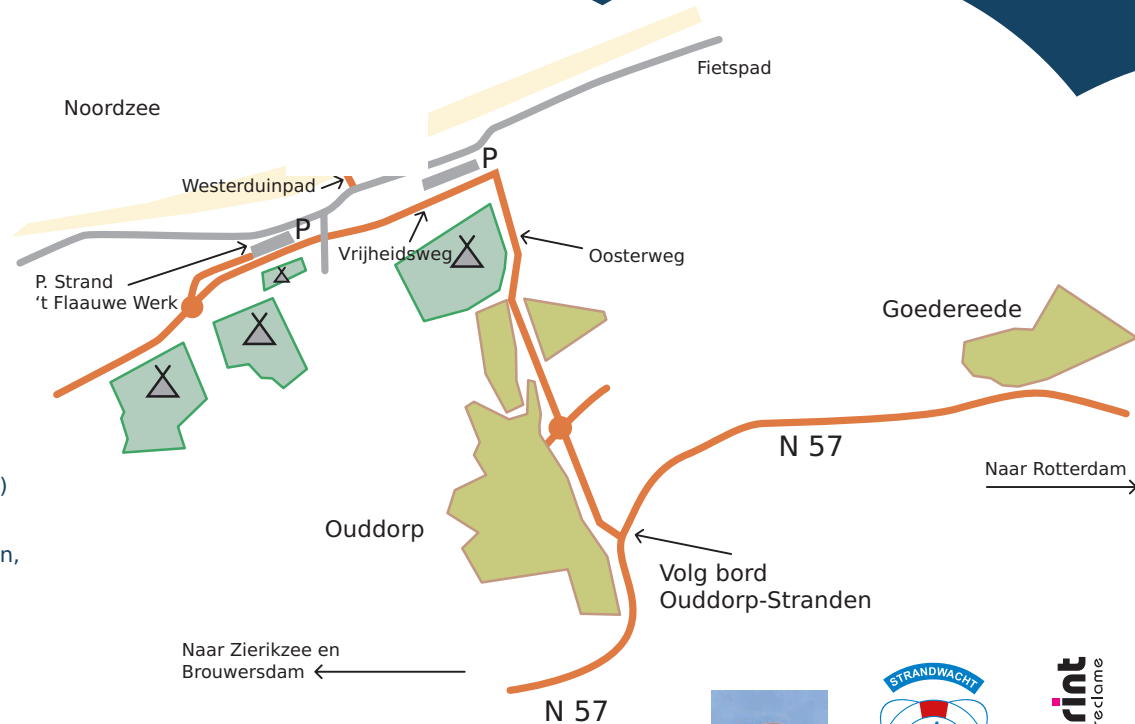 Fietspad
Noordzee
P
Westerduinpad
P
Vrijheidsweg
Oosterweg
P. Strand
‘t Flaauwe Werk
Goedereede
N 57
Naar Rotterdam
)
Ouddorp
n,
Volg bord
Ouddorp-Stranden
Naar Zierikzee en
Brouwersdam
N 57
STRANDWACHT
rint
reclame